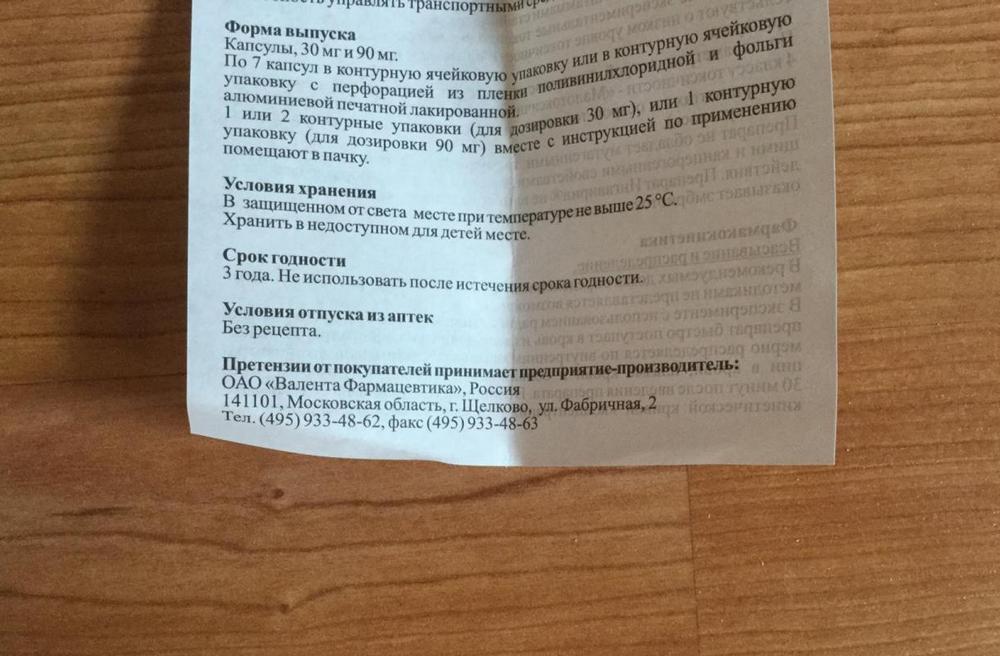 управлять транспортными
Форма выпуска
Капсулы, 30 мг и 90 мг.
По 7 капсул в контурную ячейковую упаковку или в контурную ячейковую
упаковку с перфорацией из пленки поливинилхлоридной и фольги
алюминиевой печатной лакированной.
1 или 2 контурные упаковки (для дозировки 30 мг), или 1 контурную
упаковку (для дозировки 90 мг) вместе с инструкцией по применению
помещают в пачку.
Условия хранения
В защищенном от света месте при температуре не выше 25 °С.
Хранить в недоступном для детей месте.
Срок годности
3 года. Не использовать после истечения срока годности.
Условия отпуска из аптек
Без рецепта.
Претензии от покупателей принимает предприятие-производитель:
ОАО «Валента Фармацевтика», Россия
141101, Московская область, г. Щелково, ул. Фабричная, 2
Тел. (495) 933-48-62, факс (495) 933-48-63